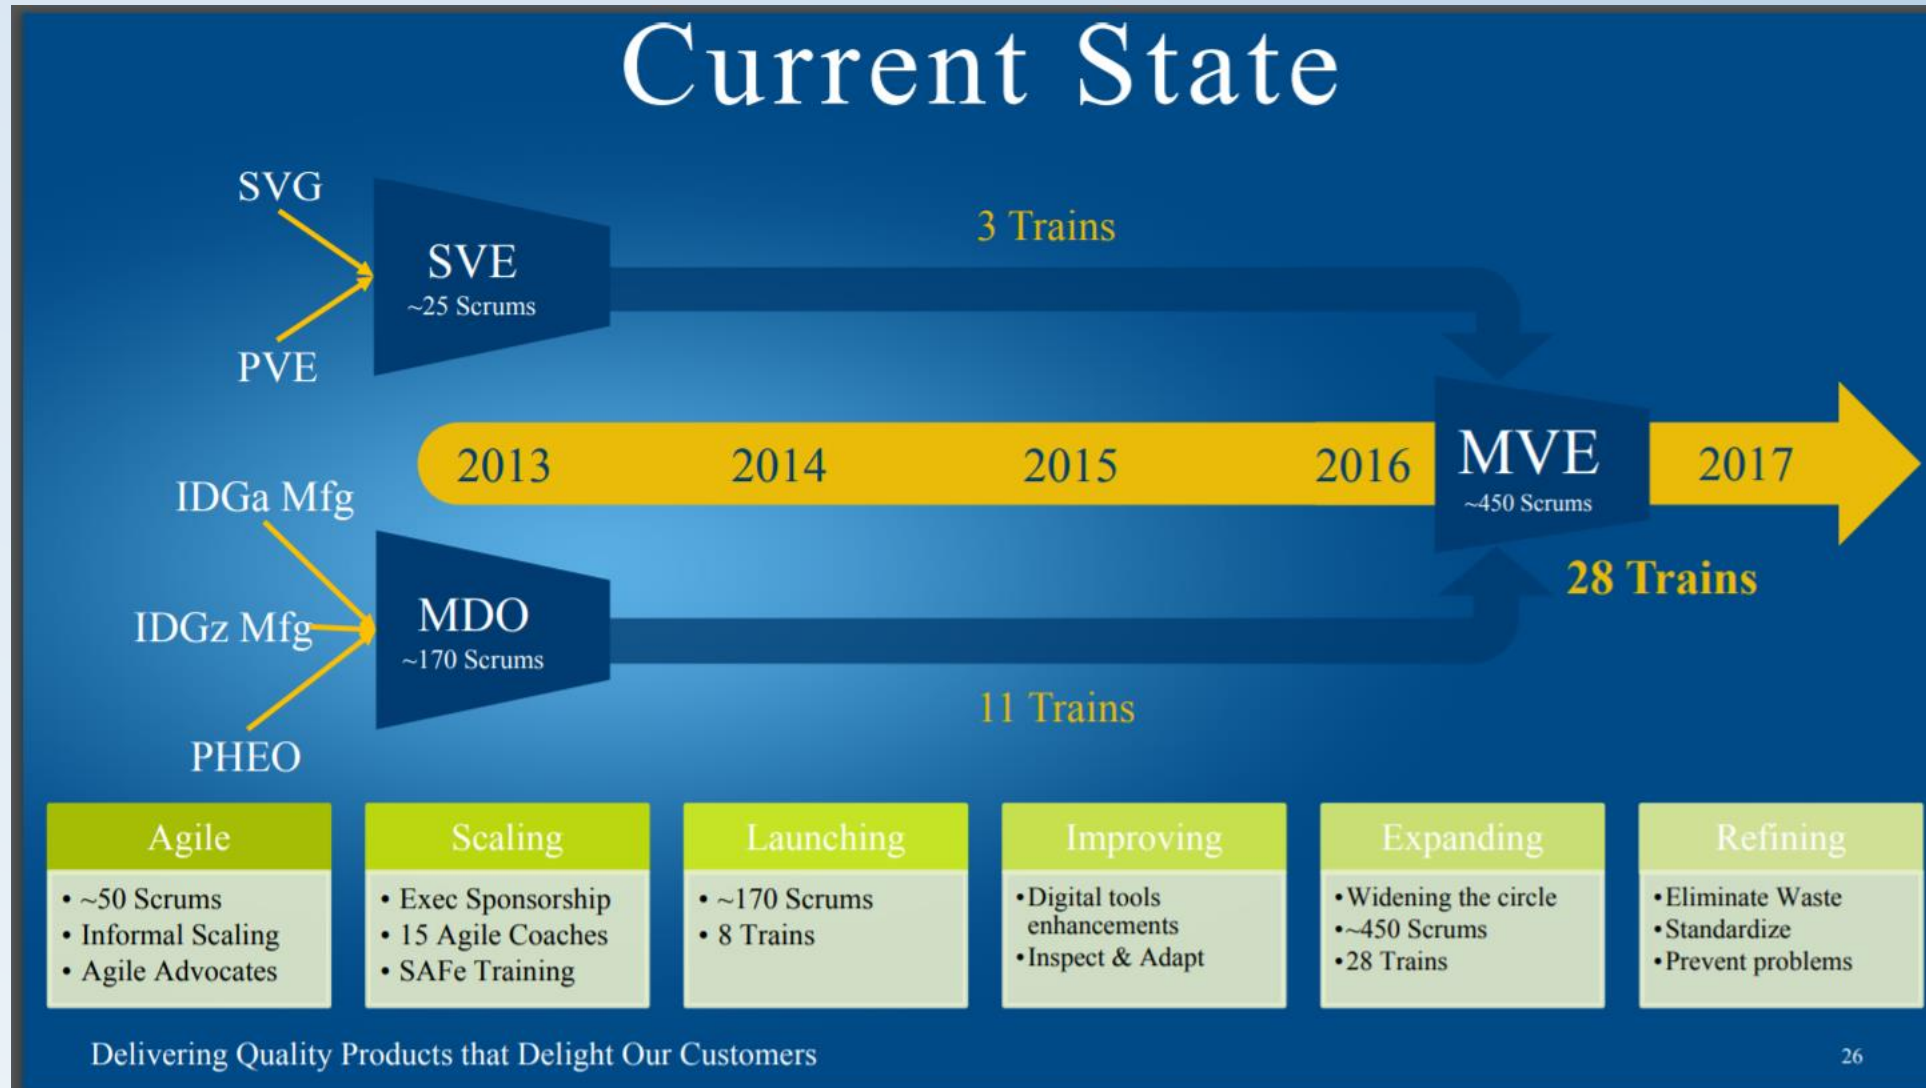 Current State
SVG
PVE
SVE
~25 Scrums
3 Trains
2013
2014
2015
2016
MVE
~450 Scrums
2017
28 Trains
IDGa Mfg
IDGz Mfg
PHEO
MDO
~170 Scrums
11 Trains
Agile
• ~50 Scrums
• Informal Scaling
• Agile Advocates
Scaling
• Exec Sponsorship
• 15 Agile Coaches
• SAFe Training
Launching
• ~170 Scrums
• 8 Trains
Improving
•Digital tools
enhancements
•Inspect & Adapt
Expanding
•Widening the circle
•~450 Scrums
•28 Trains
Refining
•Eliminate Waste
•Standardize
•Prevent problems
Delivering Quality Products that Delight Our Customers
26